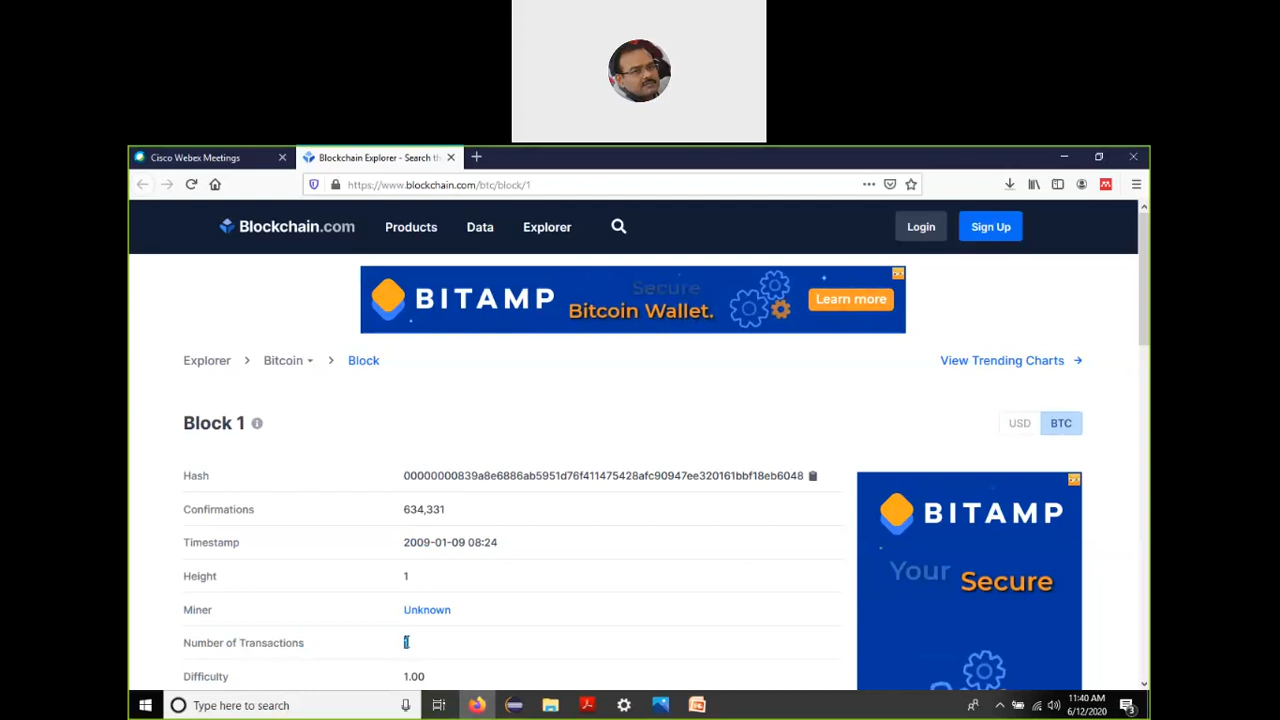 Cisco Webex Meetings
Blockchain Explorer - Search th
https://www.blockchain.com/btc/block/1
Blockchain.com Products Data Explorer Login Sign Up
BITAMP Secure Bitcoin Wallet. Learn more
Explorer > Bitcoin > Block View Trending Charts →
Block 1 USD BTC
Hash 00000000839a8e6886ab5951d76f411475428afc90947ee320161bbf18eb6048
Confirmations 634,331
Timestamp 2009-01-09 08:24
Height 1
Miner Unknown
Number of Transactions 1
Difficulty 1.00
BITAMP
Your Secure
Type here to search
11:40 AM
6/12/2020
3